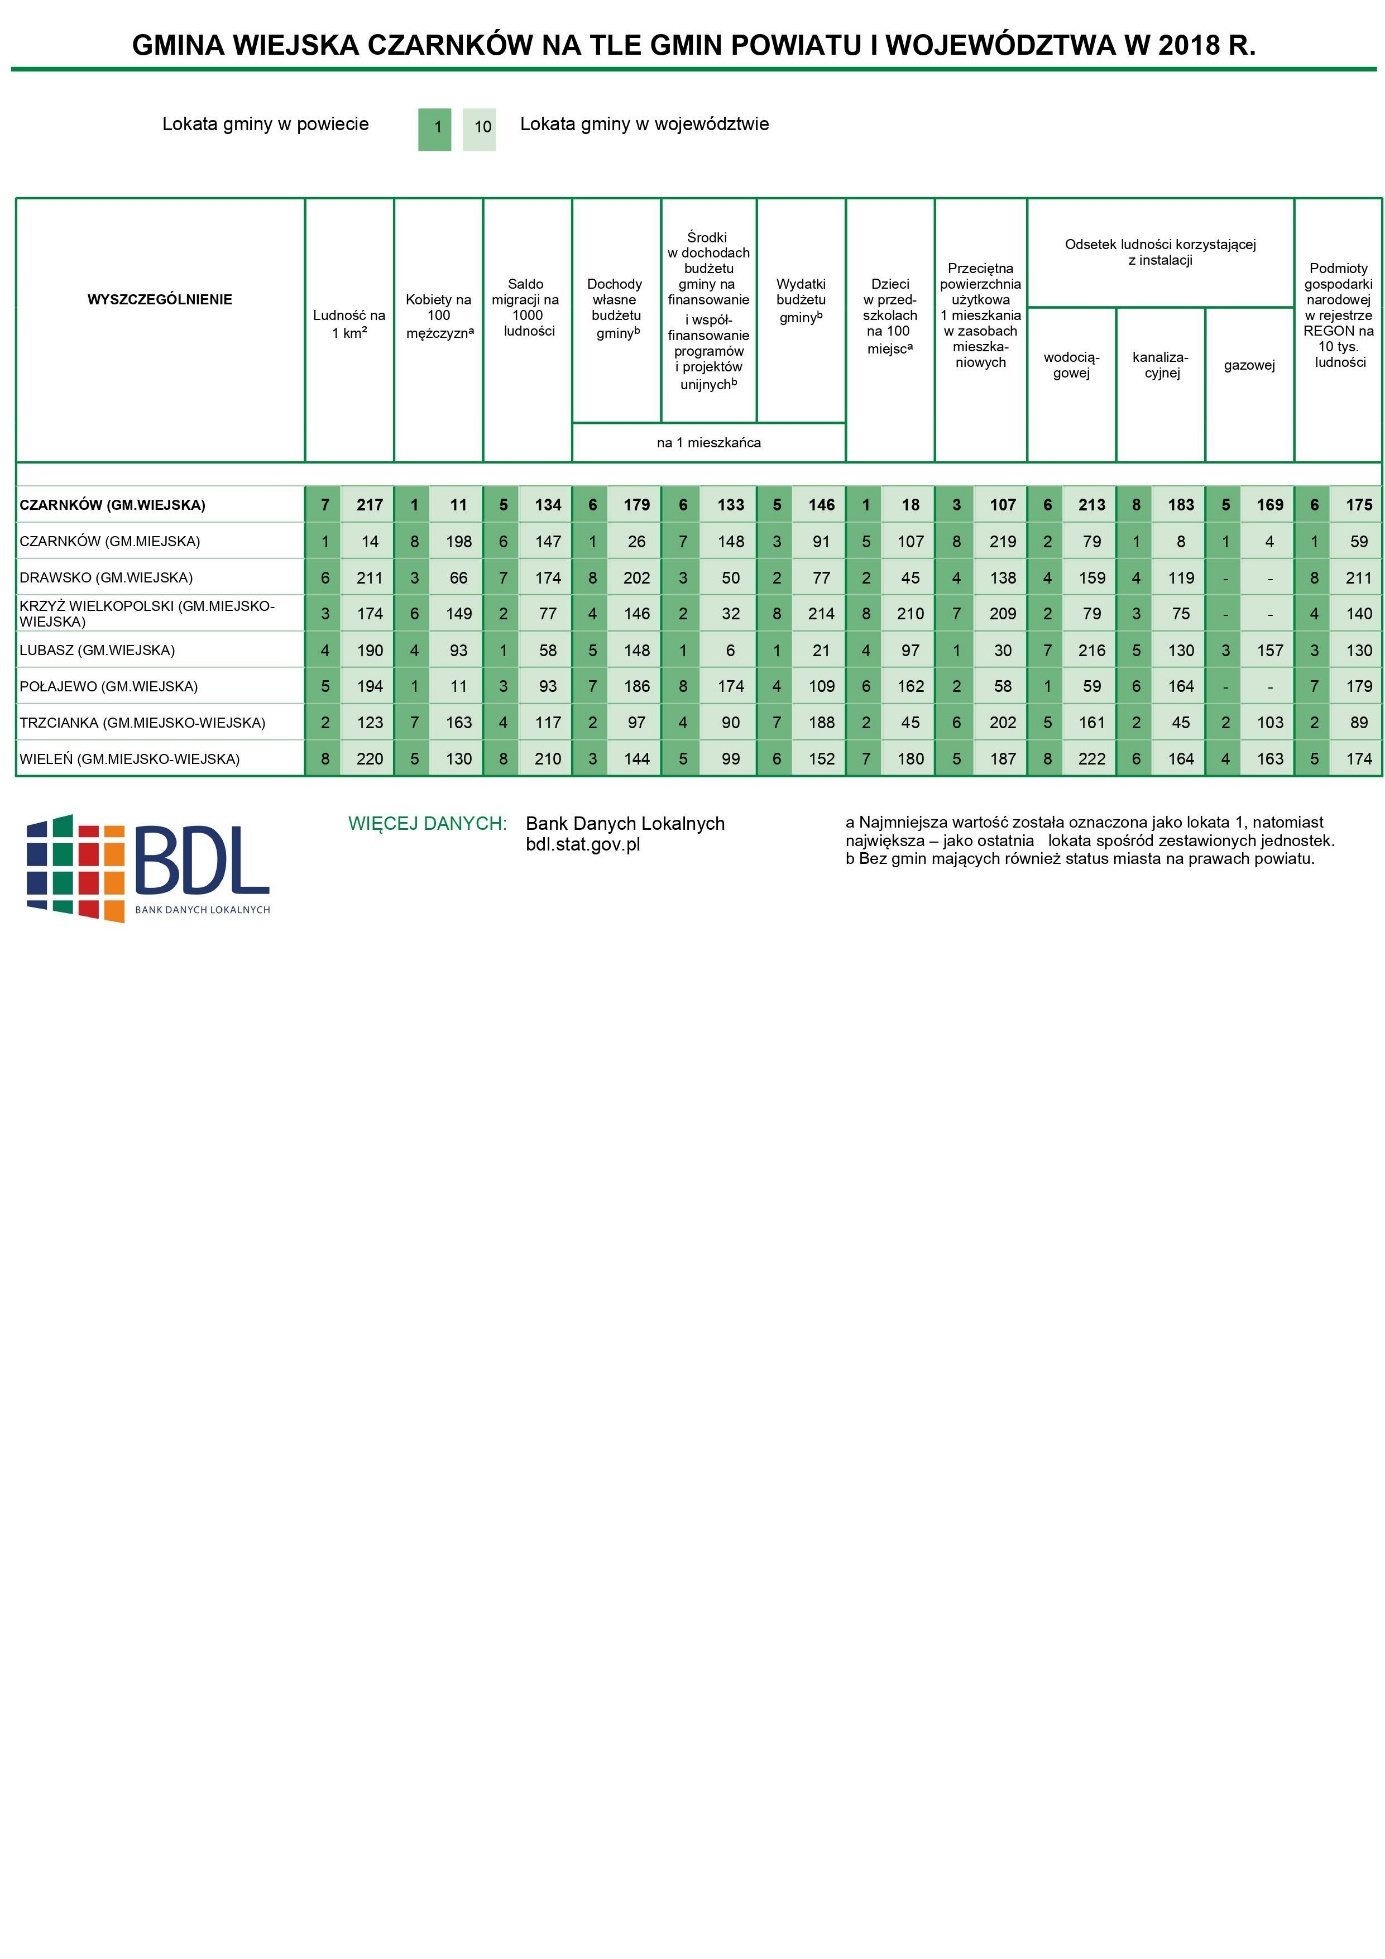 GMINA WIEJSKA CZARNKÓW NA TLE GMIN POWIATU I WOJEWÓDZTWA W 2018 R.
Lokata gminy w powiecie 1 10 Lokata gminy w województwie
WYSZCZEGÓLNIENIE
Ludność na
1 km²
Kobiety na
100
mężczyznª
Saldo
migracji na
1000
ludności
Dochody
własne
budżetu
gminyᵇ
Środki
w dochodach
budżetu
gminy na
finansowanie
i współ-
finansowanie
programów
i projektów
unijnychᵇ
Wydatki
budżetu
gminyᵇ
na 1 mieszkańca
Dzieci
w przed-
szkolach
na 100
miejscª
Przeciętna
powierzchnia
użytkowa
1 mieszkania
w zasobach
mieszka-
niowych
Odsetek ludności korzystającej
z instalacji
wodocią-
gowej
kanaliza-
cyjnej
gazowej
Podmioty
gospodarki
narodowej
w rejestrze
REGON na
10 tys.
ludności
CZARNKÓW (GM.WIEJSKA) 7 217 1 11 5 134 6 179 6 133 5 146 1 18 3 107 6 213 8 183 5 169 6 175
CZARNKÓW (GM.MIEJSKA) 1 14 8 198 6 147 1 26 7 148 3 91 5 107 8 219 2 79 1 8 1 4 1 59
DRAWSKO (GM.WIEJSKA) 6 211 3 66 7 174 8 202 3 50 2 77 2 45 4 138 4 159 4 119 - - 8 211
KRZYŻ WIELKOPOLSKI (GM.MIEJSKO-
WIEJSKA) 3 174 6 149 2 77 4 146 2 32 8 214 8 210 7 209 2 79 3 75 - - 4 140
LUBASZ (GM.WIEJSKA) 4 190 4 93 1 58 5 148 1 6 1 21 4 97 1 30 7 216 5 130 3 157 3 130
POŁAJEWO (GM.WIEJSKA) 5 194 1 11 3 93 7 186 8 174 4 109 6 162 2 58 1 59 6 164 - - 7 179
TRZCIANKA (GM.MIEJSKO-WIEJSKA) 2 123 7 163 4 117 2 97 4 90 7 188 2 45 6 202 5 161 2 45 2 103 2 89
WIELEŃ (GM.MIEJSKO-WIEJSKA) 8 220 5 130 8 210 3 144 5 99 6 152 7 180 5 187 8 222 6 164 4 163 5 174
BDL
BANK DANYCH LOKALNYCH
WIĘCEJ DANYCH: Bank Danych Lokalnych
bdl.stat.gov.pl
a Najmniejsza wartość została oznaczona jako lokata 1, natomiast
największa – jako ostatnia lokata spośród zestawionych jednostek.
b Bez gmin mających również status miasta na prawach powiatu.